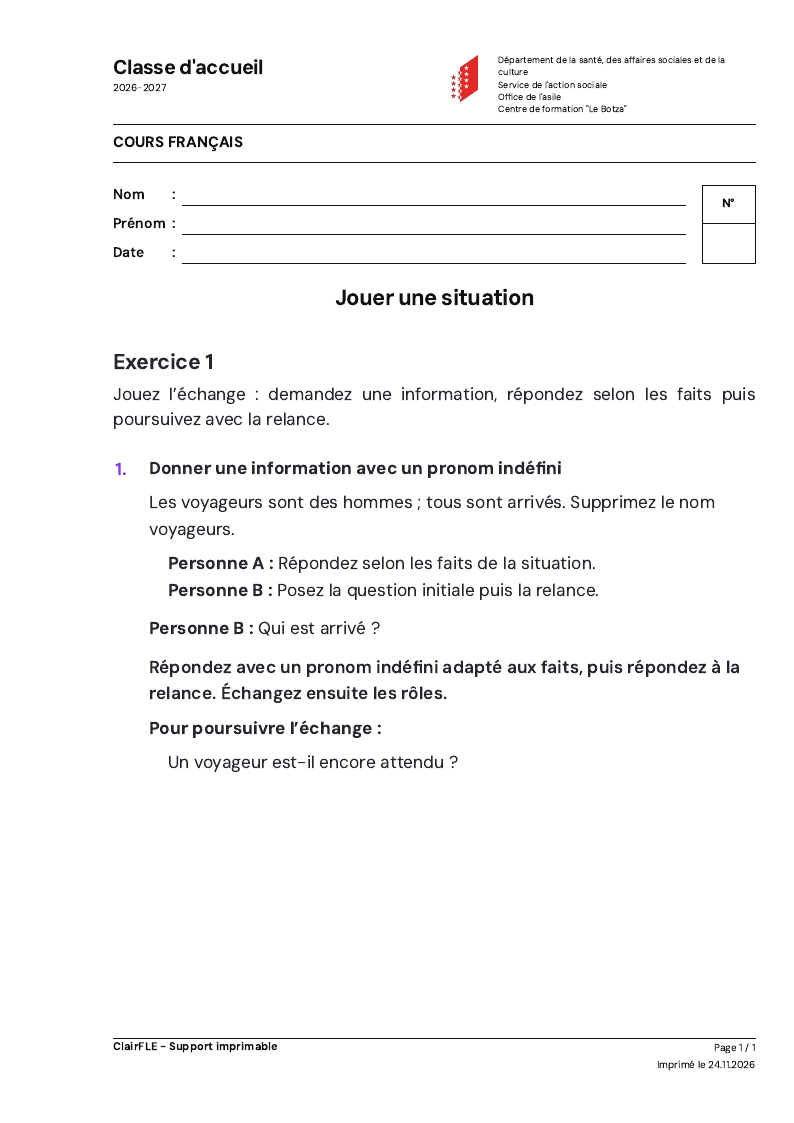 Classe d'accueil
2026-2027
Département de la santé, des affaires sociales et de la
culture
Service de l'action sociale
Office de l'asile
Centre de formation "Le Botza"
COURS FRANÇAIS
Nom :
Prénom :
Date :
N°
Jouer une situation
Exercice 1
Jouez l’échange : demandez une information, répondez selon les faits puis
poursuivez avec la relance.
1. Donner une information avec un pronom indéfini
Les voyageurs sont des hommes ; tous sont arrivés. Supprimez le nom
voyageurs.
Personne A : Répondez selon les faits de la situation.
Personne B : Posez la question initiale puis la relance.
Personne B : Qui est arrivé ?
Répondez avec un pronom indéfini adapté aux faits, puis répondez à la
relance. Échangez ensuite les rôles.
Pour poursuivre l’échange :
Un voyageur est-il encore attendu ?
ClairFLE - Support imprimable
Page 1 / 1
Imprimé le 24.11.2026